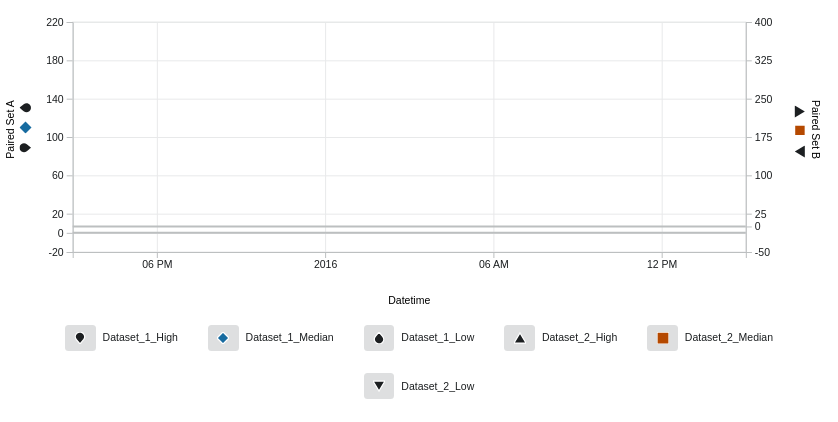 220
180
140
100
60
20
0
-20
Paired Set A
400
325
250
175
100
25
0
-50
Paired Set B
06 PM
2016
06 AM
12 PM
Datetime
Dataset_1_High
Dataset_1_Median
Dataset_1_Low
Dataset_2_High
Dataset_2_Median
Dataset_2_Low